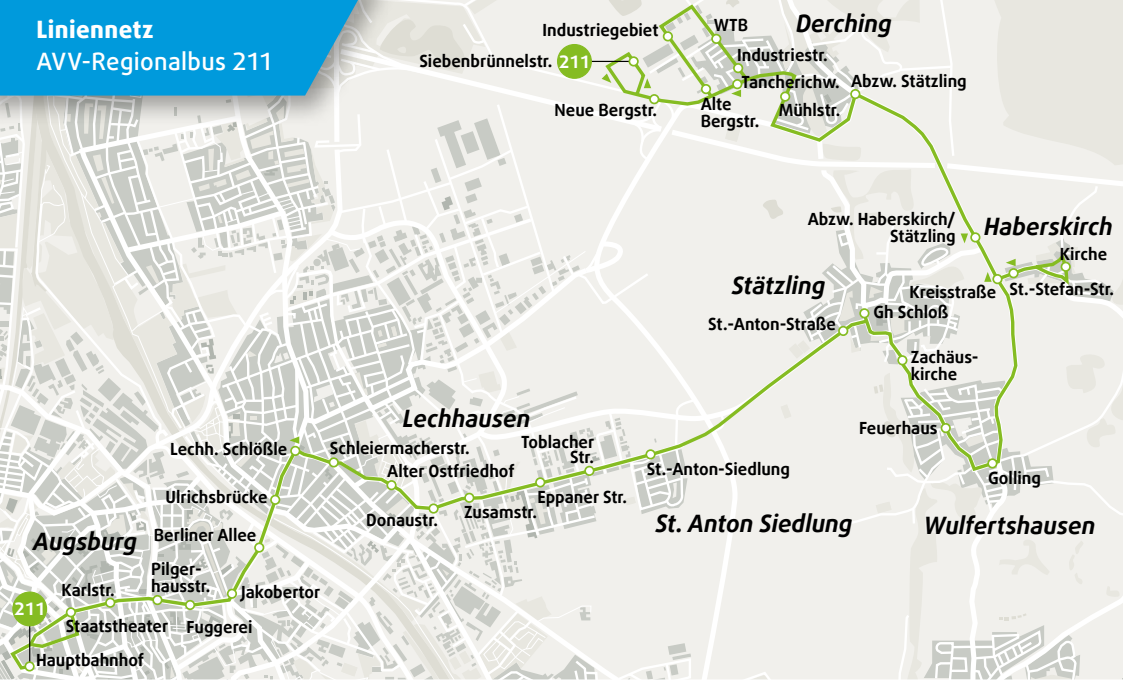 Liniennetz
AVV-Regionalbus 211
Derching
Industriegebiet
WTB
Siebenbrünnelstr.
211
Industriestr.
Tancherichw.
Abzw. Stätzling
Neue Bergstr.
Alte
Bergstr.
Mühlstr.
Abzw. Haberskirch/
Stätzling
Haberskirch
Kirche
Kreisstraße
St.-Stefan-Str.
Stätzling
Gh Schloß
St.-Anton-Straße
Zachäus-
kirche
Feuerhaus
Golling
Wulfertshausen
Lechhausen
Lechh. Schlößle
Schleiermacherstr.
Toblacher
Str.
Alter Ostfriedhof
St.-Anton-Siedlung
Ulrichsbrücke
Eppaner Str.
Zusamstr.
Donaustr.
St. Anton Siedlung
Augsburg
Berliner Allee
Pilger-
hausstr.
Karlstr.
Jakobertor
211
Staatstheater
Fuggerei
Hauptbahnhof